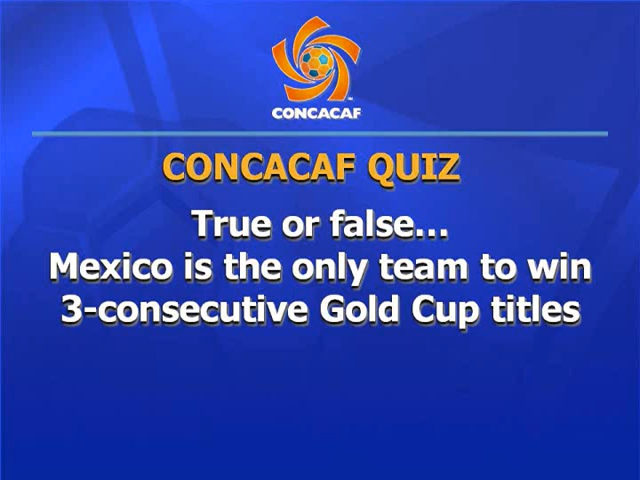 CONCACAF
CONCACAF QUIZ
True or false...
Mexico is the only team to win
3-consecutive Gold Cup titles